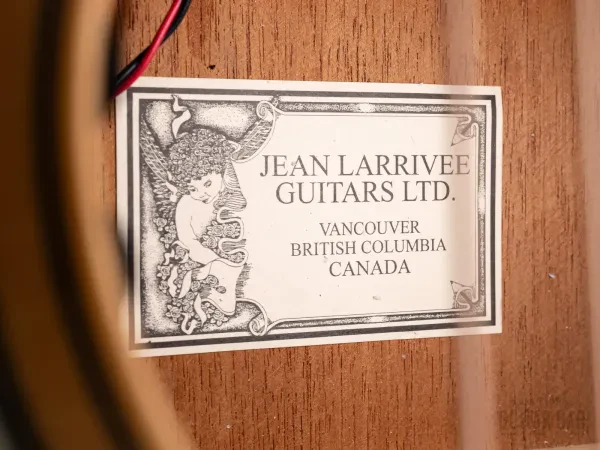 JEAN LARRIVEE
GUITARS LTD.
VANCOUVER
BRITISH COLUMBIA
CANADA